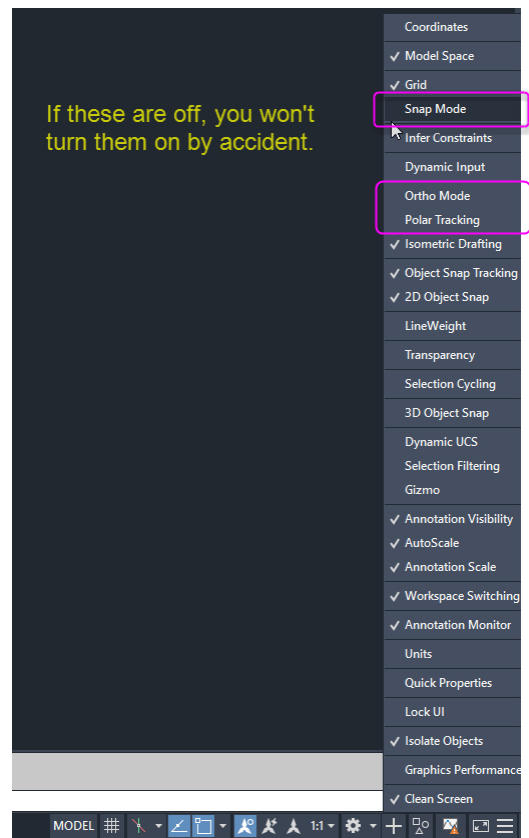 Coordinates
✓ Model Space
✓ Grid
Snap Mode
If these are off, you won't
turn them on by accident.
✓ Infer Constraints
Dynamic Input
Ortho Mode
Polar Tracking
✓ Isometric Drafting
✓ Object Snap Tracking
✓ 2D Object Snap
LineWeight
Transparency
Selection Cycling
3D Object Snap
Dynamic UCS
Selection Filtering
Gizmo
✓ Annotation Visibility
✓ AutoScale
✓ Annotation Scale
✓ Workspace Switching
✓ Annotation Monitor
Units
Quick Properties
Lock UI
✓ Isolate Objects
Graphics Performance
✓ Clean Screen
MODEL 1:1